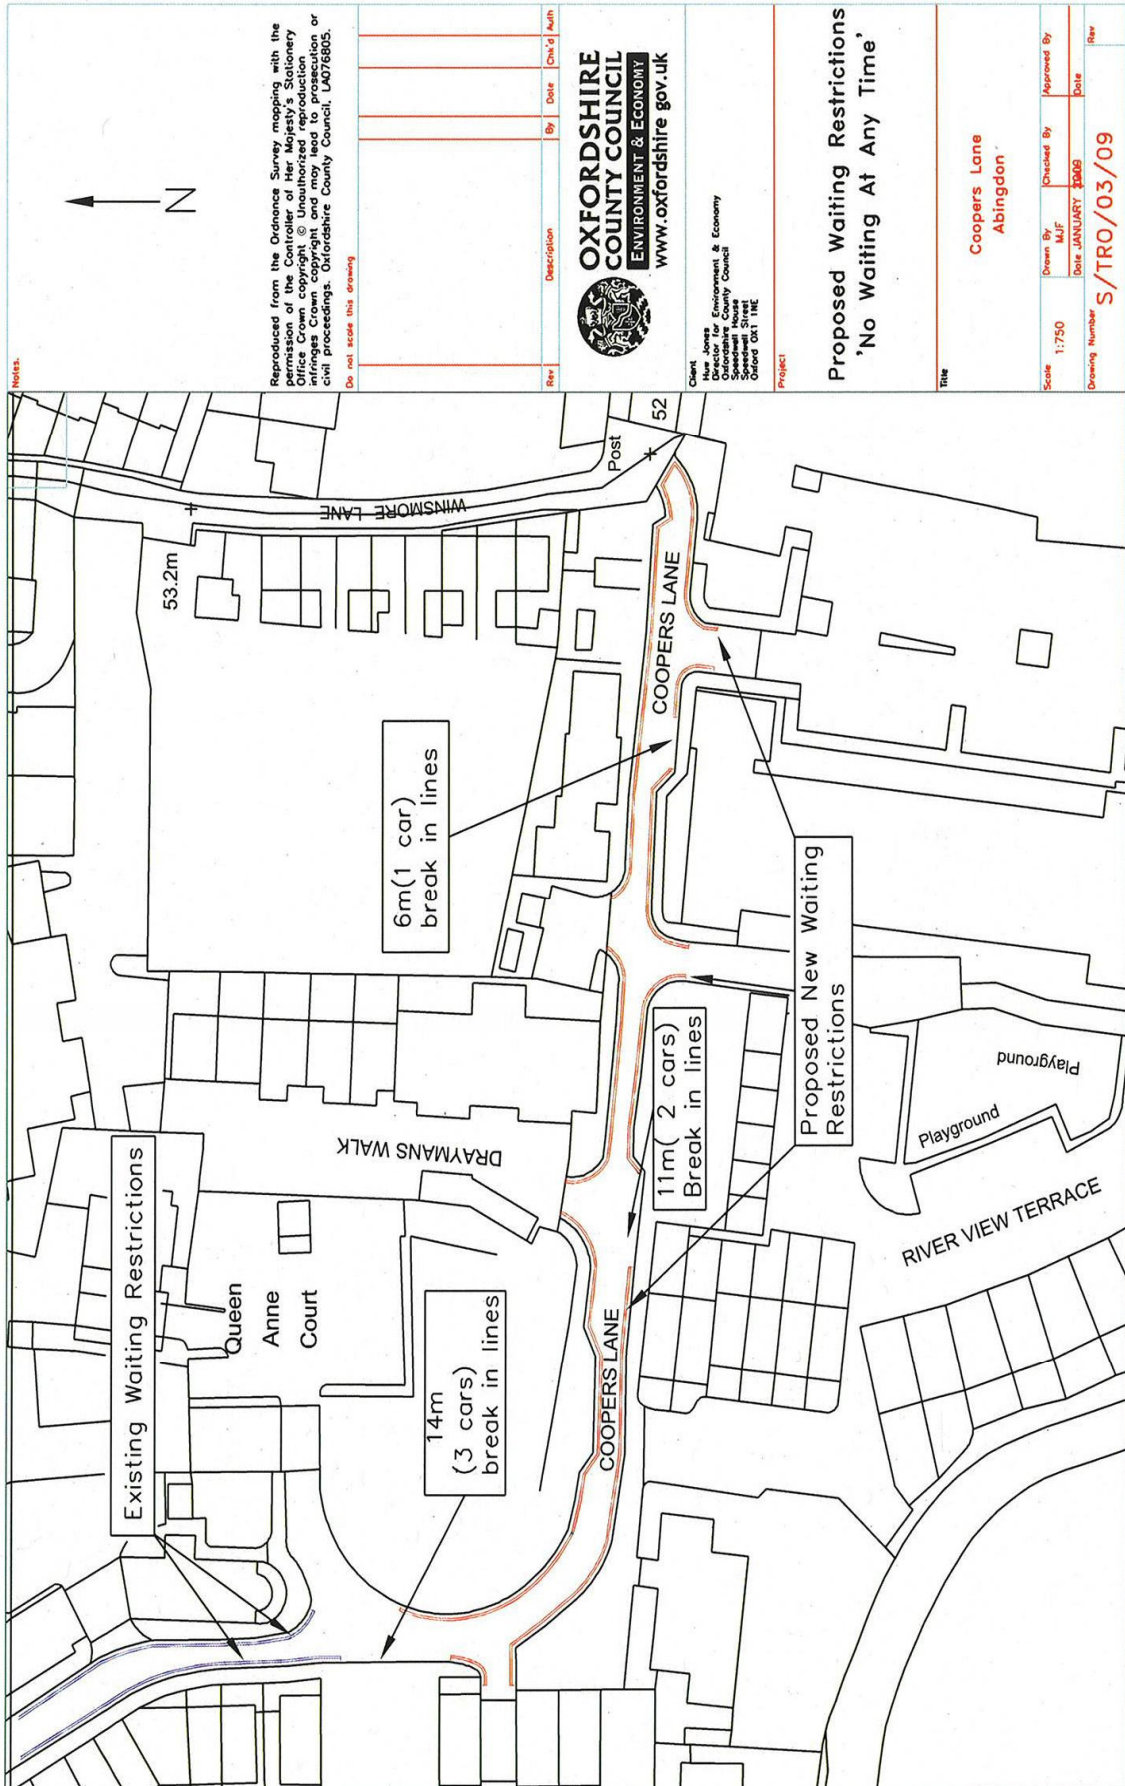 Existing Waiting Restrictions
Queen
Anne
Court
14m
(3 cars)
break in lines
DRAYMANS WALK
6m(1 car)
break in lines
53.2m
WINSMORE LANE
Post
52
COOPERS LANE
COOPERS LANE
11m( 2 cars)
Break in lines
Proposed New Waiting
Restrictions
Playground
Playground
RIVER VIEW TERRACE
Notes.
N
Reproduced from the Ordnance Survey mapping with the
permission of the Controller of Her Majesty's Stationery
Office Crown copyright © Unauthorized reproduction
infringes Crown copyright and may lead to prosecution or
civil proceedings. Oxfordshire County Council. LA076805.
Do not scale this drawing
Rev Description By Date Chk'd Auth
OXFORDSHIRE
COUNTY COUNCIL
ENVIRONMENT & ECONOMY
www.oxfordshire gov.uk
Client
Huw Jones
Director for Environment & Economy
Oxfordshire County Council
Speedwell House
Speedwell Street
Oxford OX1 1NE
Project
Proposed Waiting Restrictions
'No Waiting At Any Time'
Title
Coopers Lane
Abingdon
Scale 1:750
Drawn By MJF
Checked By
Approved By
Date JANUARY
Date
Drawing Number S/TRO/03/09
Rev